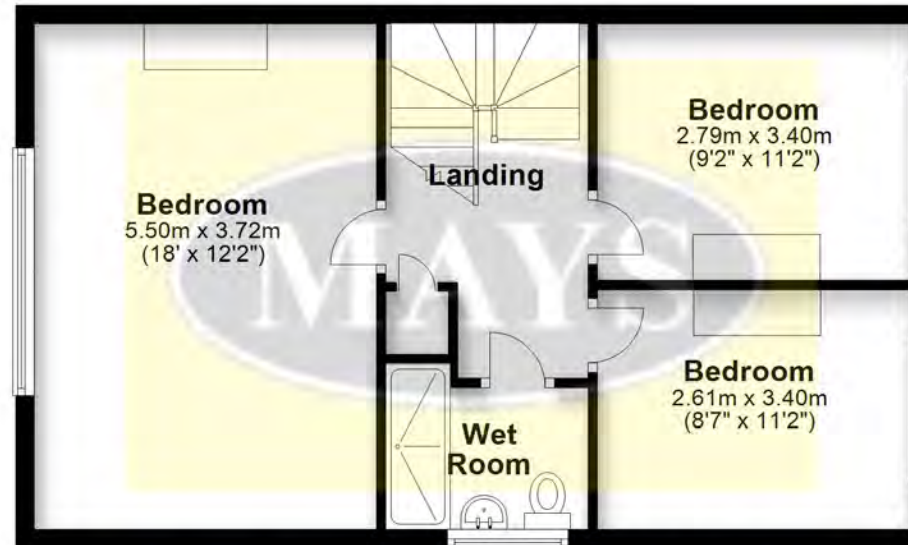 Bedroom
5.50m x 3.72m
(18' x 12'2")
Landing
Bedroom
2.79m x 3.40m
(9'2" x 11'2")
MAYS
Bedroom
2.61m x 3.40m
(8'7" x 11'2")
Wet
Room